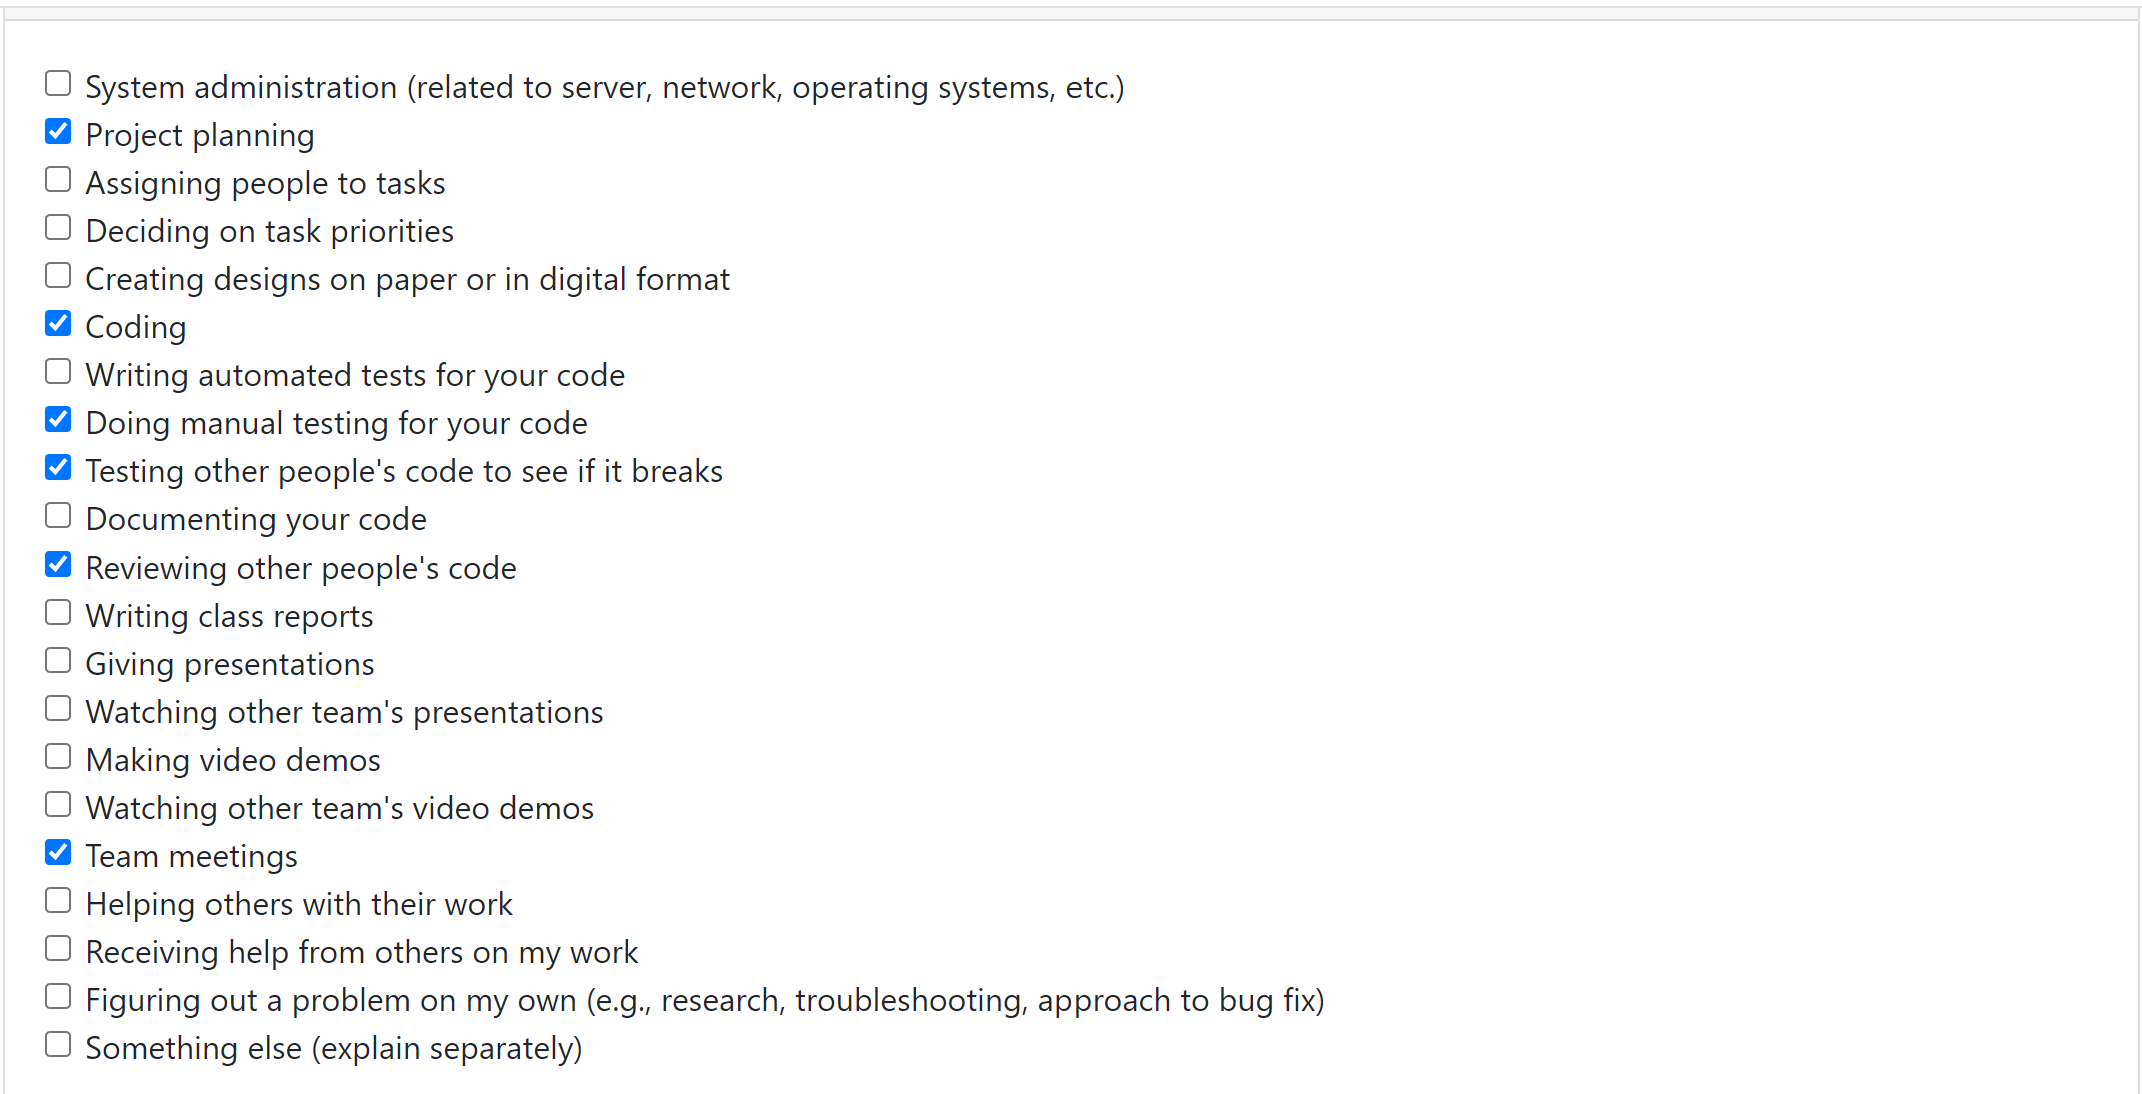 System administration (related to server, network, operating systems, etc.)
Project planning
Assigning people to tasks
Deciding on task priorities
Creating designs on paper or in digital format
Coding
Writing automated tests for your code
Doing manual testing for your code
Testing other people's code to see if it breaks
Documenting your code
Reviewing other people's code
Writing class reports
Giving presentations
Watching other team's presentations
Making video demos
Watching other team's video demos
Team meetings
Helping others with their work
Receiving help from others on my work
Figuring out a problem on my own (e.g., research, troubleshooting, approach to bug fix)
Something else (explain separately)